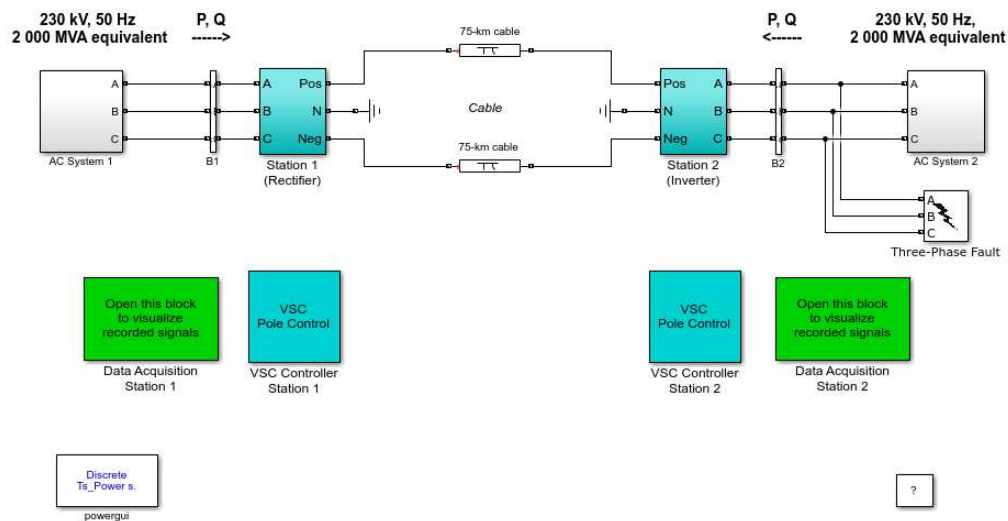 230 kV, 50 Hz
2 000 MVA equivalent
P, Q
------>
75-km cable
P, Q
<------
230 kV, 50 Hz,
2 000 MVA equivalent
A
B
C
AC System 1
A
B
C
B1
A
B
C
Pos
N
Neg
Station 1
(Rectifier)
Cable
75-km cable
Pos
N
Neg
A
B
C
Station 2
(Inverter)
B2
A
B
C
AC System 2
A
B
C
Three-Phase Fault
Open this block
to visualize
recorded signals
Data Acquisition
Station 1
VSC
Pole Control
VSC Controller
Station 1
VSC
Pole Control
VSC Controller
Station 2
Open this block
to visualize
recorded signals
Data Acquisition
Station 2
Discrete
Ts_Power s.
powergui
?